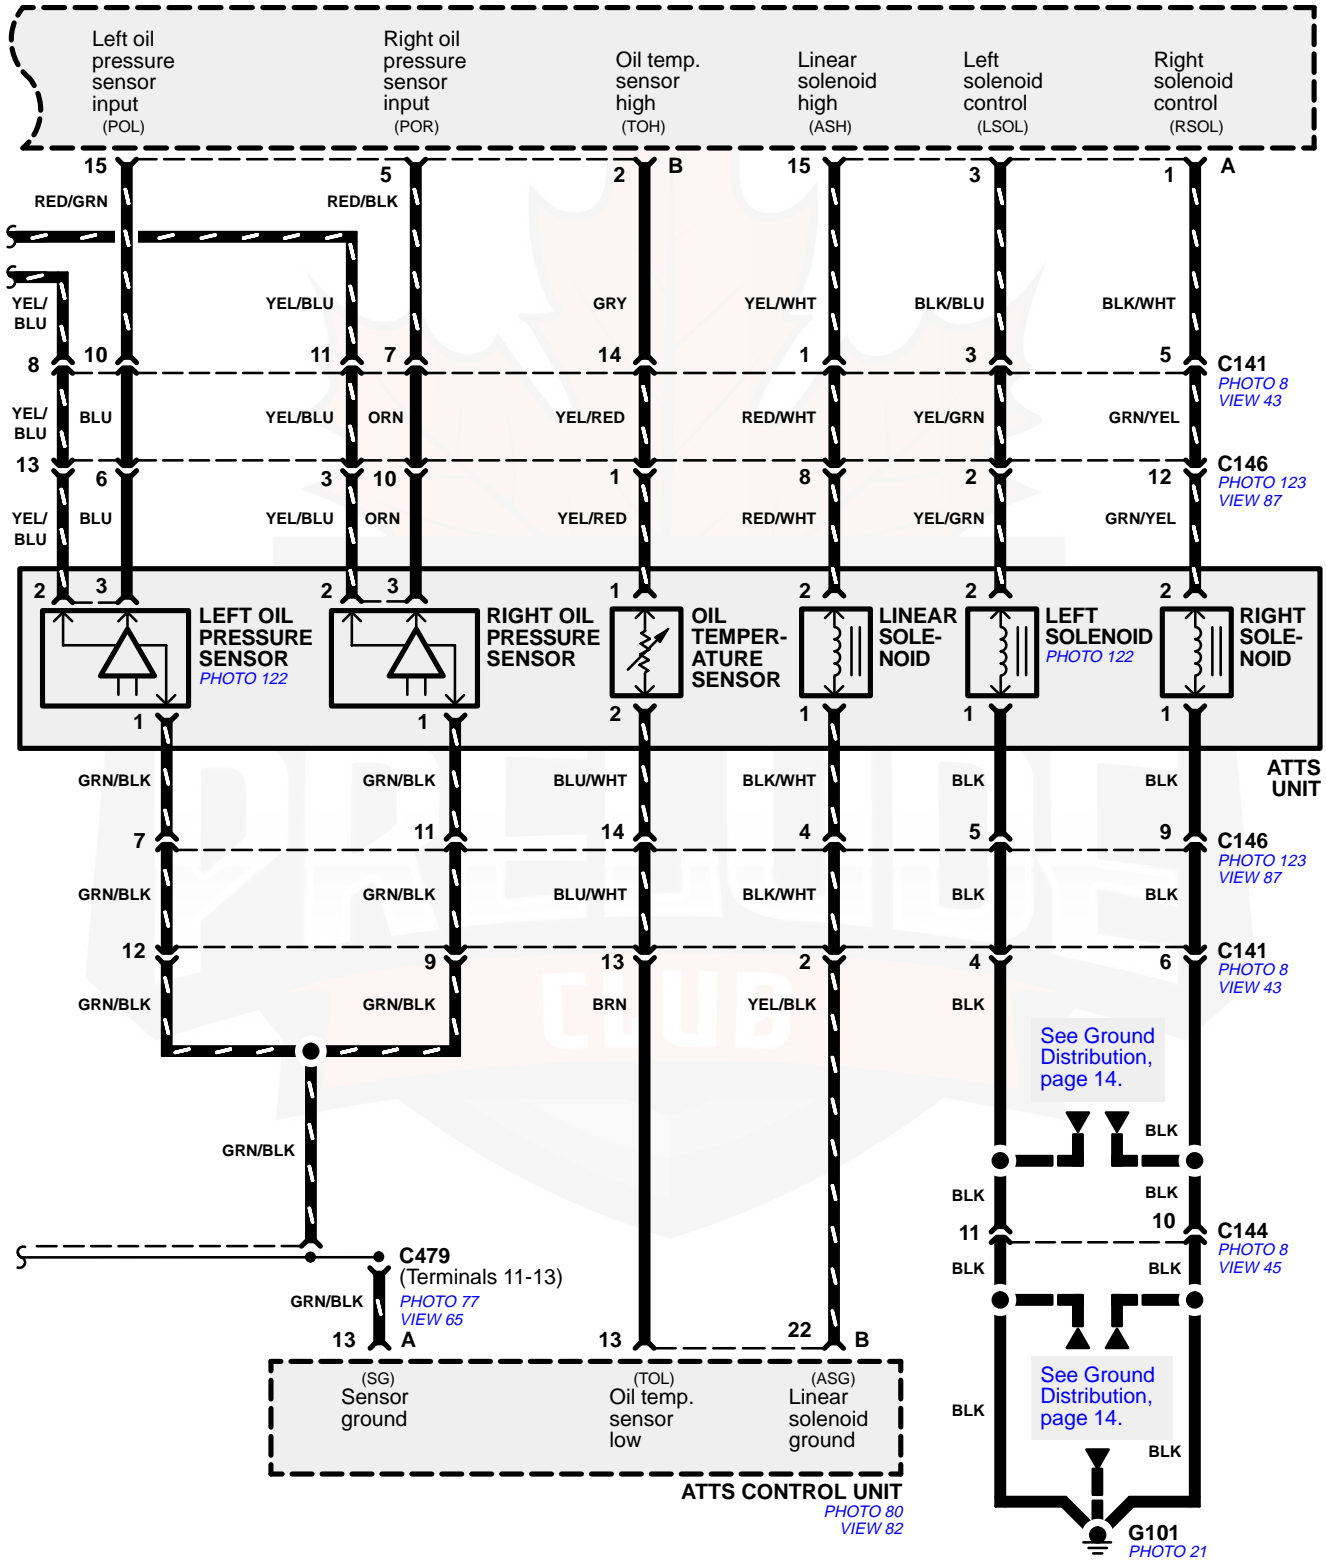 Left oil
pressure
sensor
input
(POL)
Right oil
pressure
sensor
input
(POR)
Oil temp.
sensor
high
(TOH)
Linear
solenoid
high
(ASH)
Left
solenoid
control
(LSOL)
Right
solenoid
control
(RSOL)
15 5 2 B 15 3 1 A
RED/GRN RED/BLK
YEL/
BLU
YEL/BLU GRY YEL/WHT BLK/BLU BLK/WHT
8 10 11 7 14 1 3 5 C141
PHOTO 8
VIEW 43
YEL/
BLU
BLU YEL/BLU ORN YEL/RED RED/WHT YEL/GRN GRN/YEL
13 6 3 10 1 8 2 12 C146
PHOTO 123
VIEW 87
YEL/
BLU
BLU YEL/BLU ORN YEL/RED RED/WHT YEL/GRN GRN/YEL
2 3 2 3 1 2 2 2
LEFT OIL
PRESSURE
SENSOR
PHOTO 122
RIGHT OIL
PRESSURE
SENSOR
OIL
TEMPER-
ATURE
SENSOR
LINEAR
SOLE-
NOID
LEFT
SOLENOID
PHOTO 122
RIGHT
SOLE-
NOID
1 1 2 1 1 1
ATTS
UNIT
GRN/BLK GRN/BLK BLU/WHT BLK/WHT BLK BLK
7 11 14 4 5 9 C146
PHOTO 123
VIEW 87
PRELUDE
GRN/BLK GRN/BLK BLU/WHT BLK/WHT BLK BLK
12 9 13 2 4 6 C141
PHOTO 8
VIEW 43
CLUB
GRN/BLK GRN/BLK BRN YEL/BLK BLK
See Ground
Distribution,
page 14.
GRN/BLK BLK
BLK BLK
11 10 C144
PHOTO 8
VIEW 45
BLK BLK
C479
(Terminals 11-13)
PHOTO 77
VIEW 65
GRN/BLK
13 A 13 22 B
(SG)
Sensor
ground
(TOL)
Oil temp.
sensor
low
(ASG)
Linear
solenoid
ground
See Ground
Distribution,
page 14.
BLK BLK
ATTS CONTROL UNIT
PHOTO 80
VIEW 82
G101
PHOTO 21